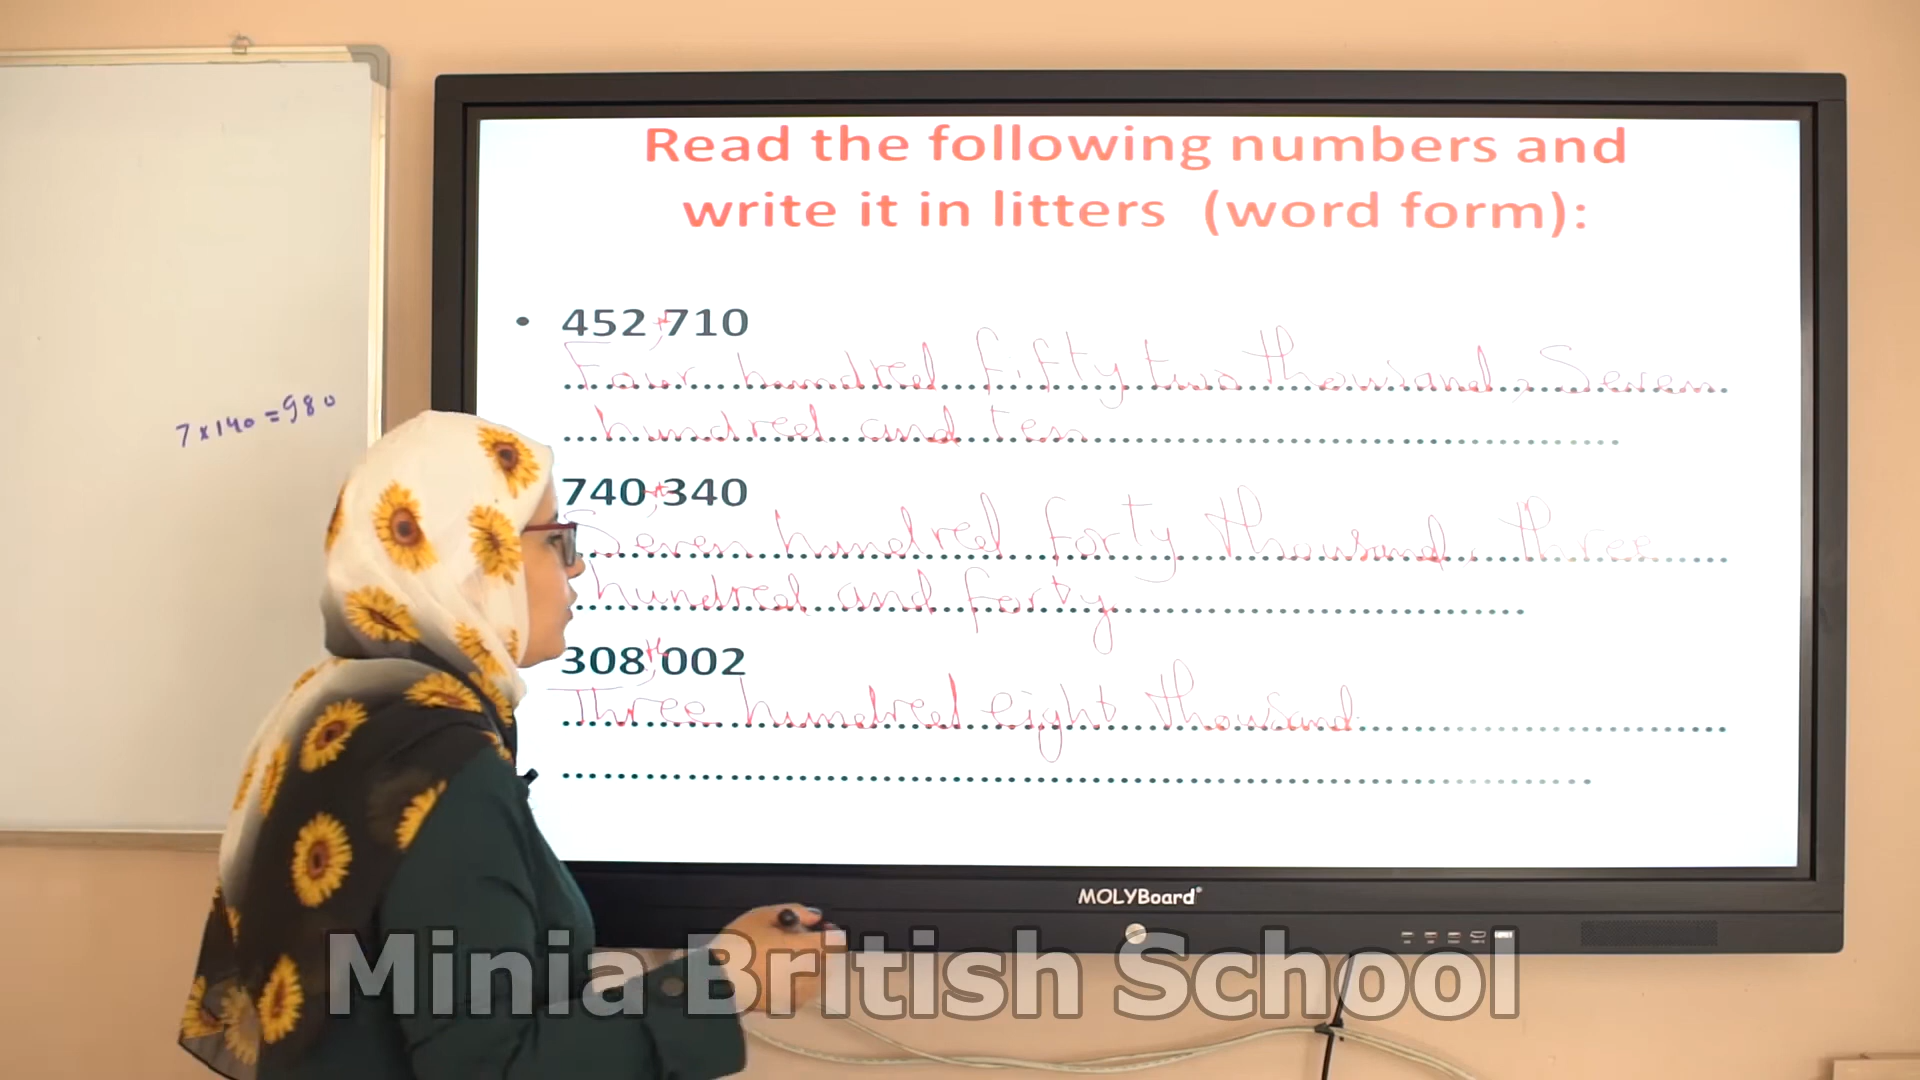 Read the following numbers and
write it in litters (word form):
• 452,710
Four hundred fifty two thousand, Seven
hundred and ten
740,340
Seven hundred forty thousand, three
hundred and forty
308,002
Three hundred eight thousand
7 x 140 = 980
MOLYBoard
Minia British School